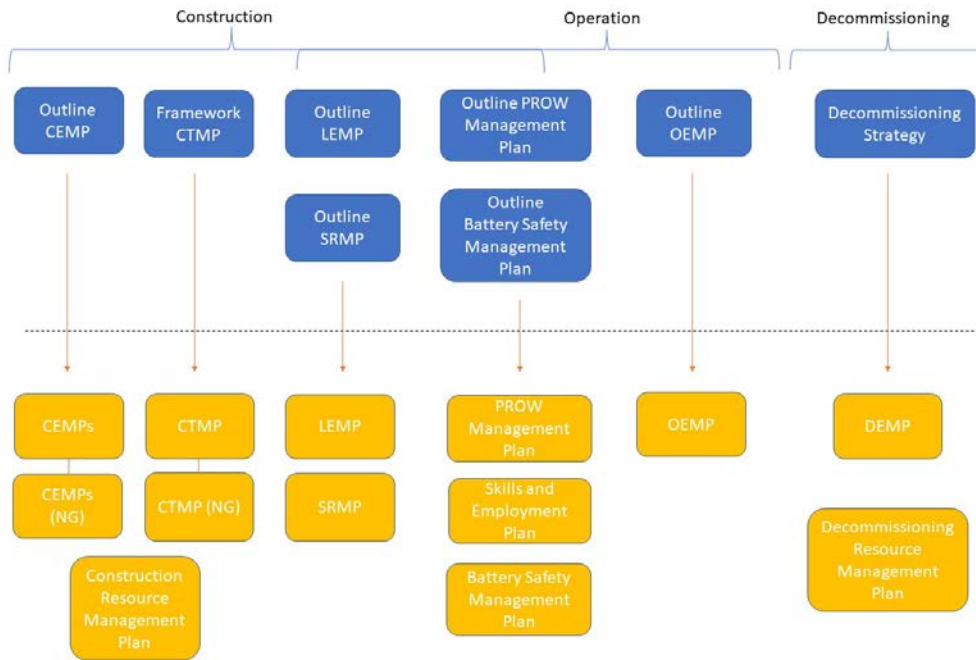 Construction
Operation
Decommissioning
Outline
CEMP
Framework
CTMP
Outline
LEMP
Outline PROW
Management
Plan
Outline
OEMP
Decommissioning
Strategy
Outline
SRMP
Outline
Battery Safety
Management
Plan
CEMPs
CTMP
LEMP
PROW
Management
Plan
OEMP
DEMP
CEMPs
(NG)
CTMP (NG)
SRMP
Skills and
Employment
Plan
Decommissioning
Resource
Management
Plan
Construction
Resource
Management
Plan
Battery Safety
Management
Plan